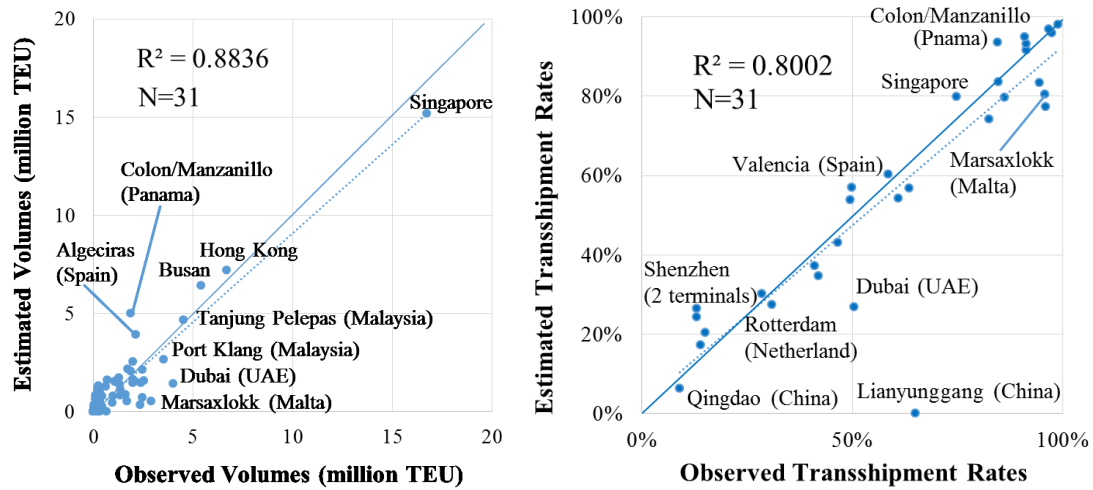 20
15
10
5
0
0
5
10
15
20
Estimated Volumes (million TEU)
Observed Volumes (million TEU)
R² = 0.8836
N=31
Singapore
Colon/Manzanillo
(Panama)
Algeciras
(Spain)
Hong Kong
Busan
Tanjung Pelepas (Malaysia)
Port Klang (Malaysia)
Dubai (UAE)
Marsaxlokk (Malta)
100%
80%
60%
40%
20%
0%
0%
50%
100%
Estimated Transshipment Rates
Observed Transshipment Rates
R² = 0.8002
N=31
Colon/Manzanillo
(Pnama)
Singapore
Marsaxlokk
(Malta)
Valencia (Spain)
Shenzhen
(2 terminals)
Dubai (UAE)
Rotterdam
(Netherland)
Qingdao (China)
Lianyunggang (China)